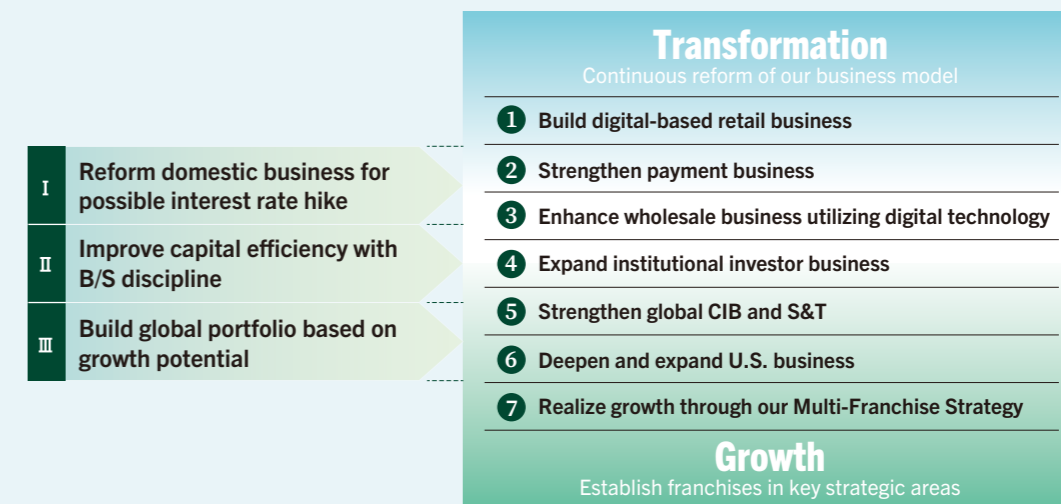 Transformation
Continuous reform of our business model
1 Build digital-based retail business
I Reform domestic business for
possible interest rate hike
2 Strengthen payment business
3 Enhance wholesale business utilizing digital technology
II Improve capital efficiency with
B/S discipline
4 Expand institutional investor business
5 Strengthen global CIB and S&T
III Build global portfolio based on
growth potential
6 Deepen and expand U.S. business
7 Realize growth through our Multi-Franchise Strategy
Growth
Establish franchises in key strategic areas